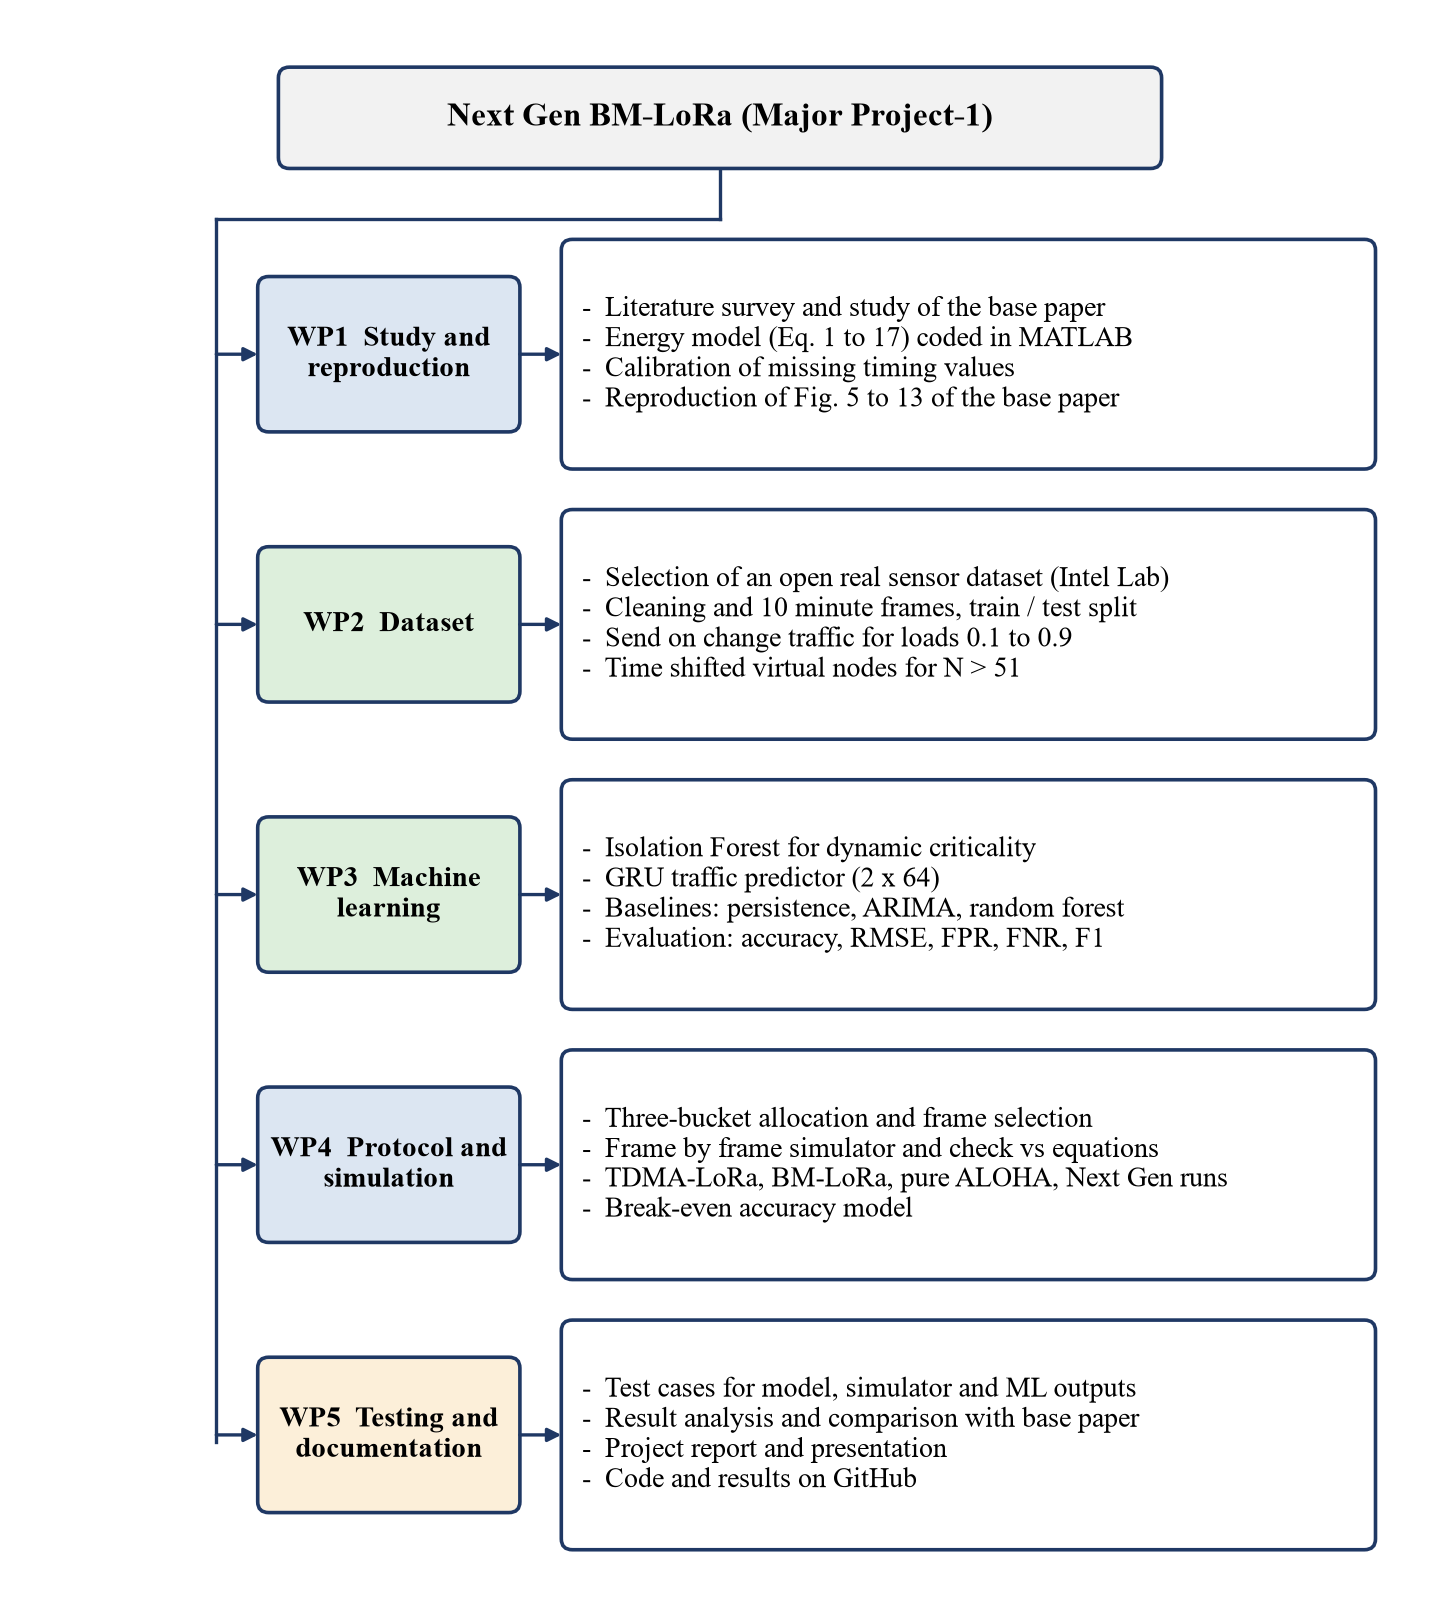 Next Gen BM-LoRa (Major Project-1)
WP1  Study and
reproduction
-  Literature survey and study of the base paper
-  Energy model (Eq. 1 to 17) coded in MATLAB
-  Calibration of missing timing values
-  Reproduction of Fig. 5 to 13 of the base paper
WP2  Dataset
-  Selection of an open real sensor dataset (Intel Lab)
-  Cleaning and 10 minute frames, train / test split
-  Send on change traffic for loads 0.1 to 0.9
-  Time shifted virtual nodes for N > 51
WP3  Machine
learning
-  Isolation Forest for dynamic criticality
-  GRU traffic predictor (2 x 64)
-  Baselines: persistence, ARIMA, random forest
-  Evaluation: accuracy, RMSE, FPR, FNR, F1
WP4  Protocol and
simulation
-  Three-bucket allocation and frame selection
-  Frame by frame simulator and check vs equations
-  TDMA-LoRa, BM-LoRa, pure ALOHA, Next Gen runs
-  Break-even accuracy model
WP5  Testing and
documentation
-  Test cases for model, simulator and ML outputs
-  Result analysis and comparison with base paper
-  Project report and presentation
-  Code and results on GitHub